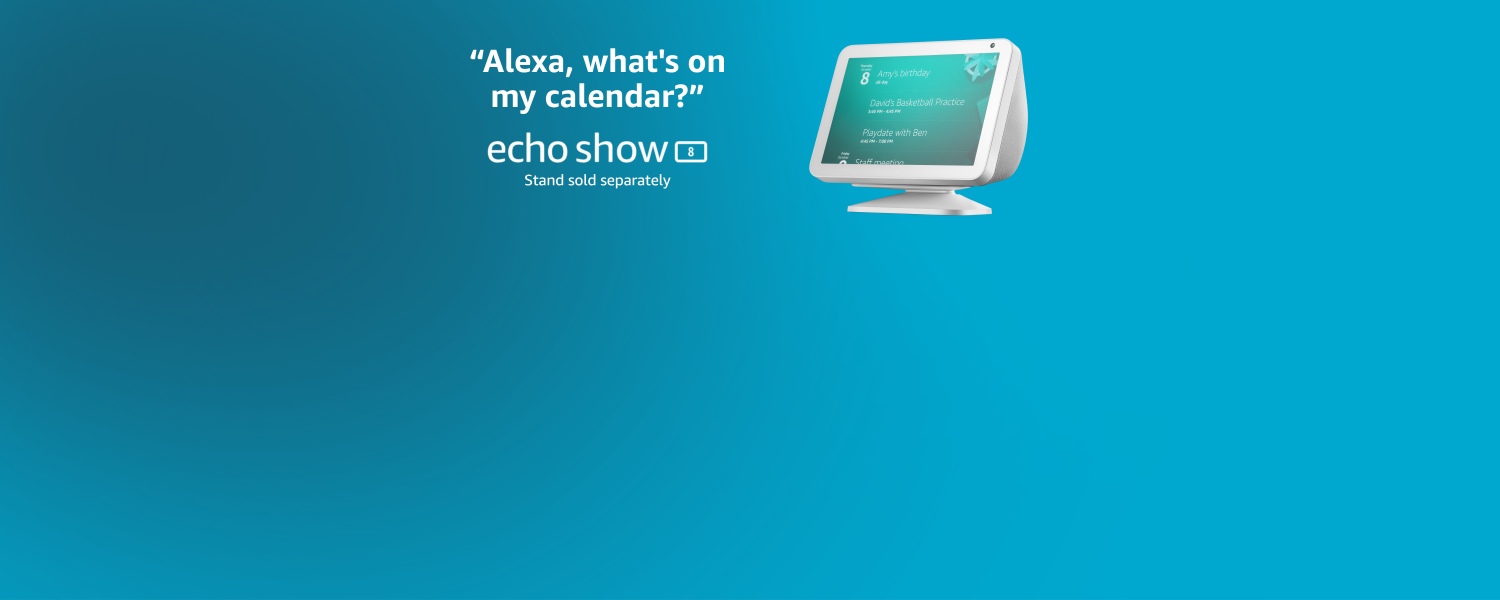 “Alexa, what's on
my calendar?”
echo show 8
Stand sold separately
8
Amy's birthday
David's Basketball Practice
Playdate with Ben
Staff meeting